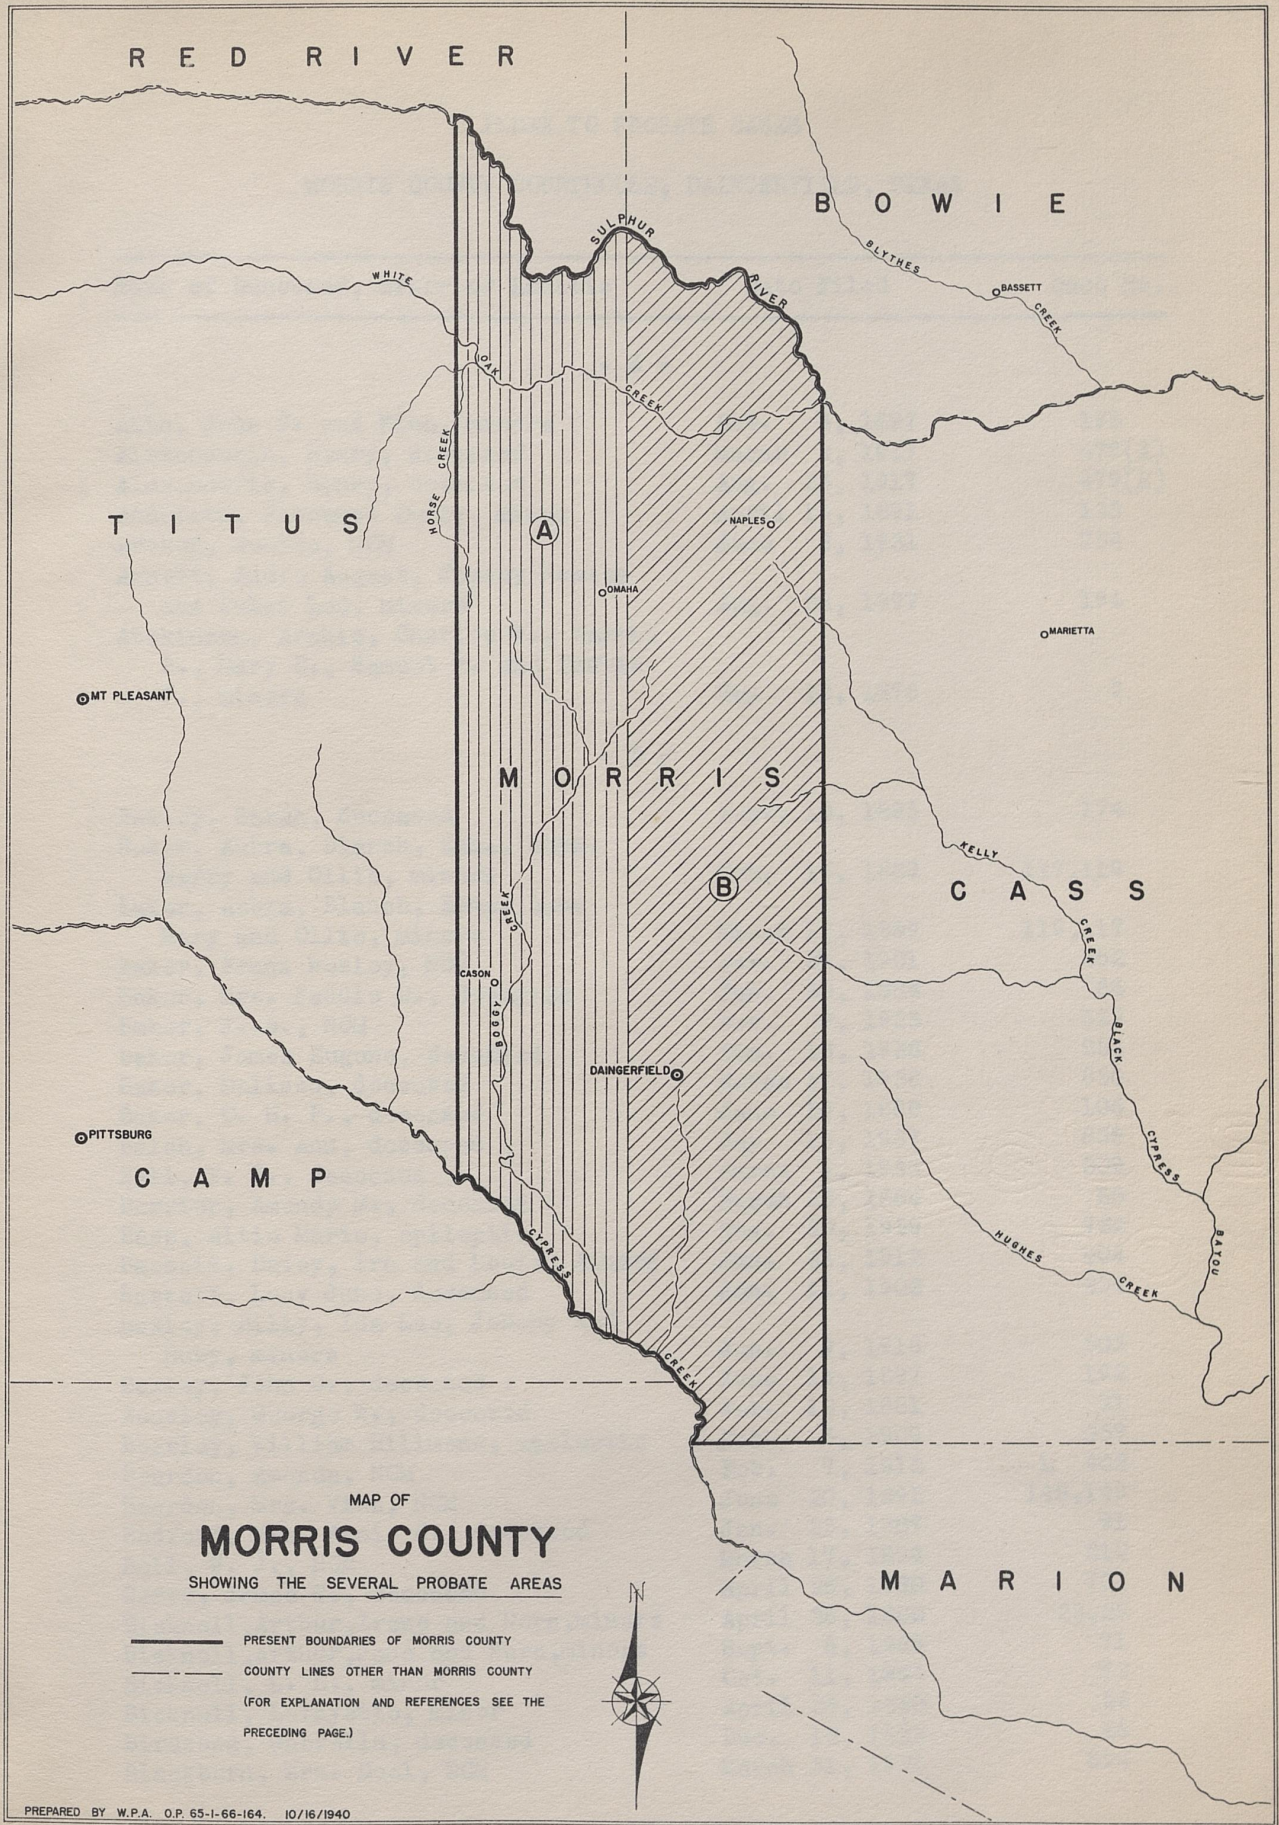 RED RIVER
BOWIE
SULPHUR
RIVER
BLYTHES
CREEK
BASSETT
WHITE
OAK
CREEK
HORSE CREEK
TITUS
A
NAPLES
OMAHA
MARIETTA
MT PLEASANT
MORRIS
KELLY
CREEK
B
CASS
BOGGY
CREEK
CASON
DAINGERFIELD
BLACK
CYPRESS
BAYOU
PITTSBURG
CAMP
CYPRESS
CREEK
HUGHES
CREEK
MAP OF
MORRIS COUNTY
SHOWING THE SEVERAL PROBATE AREAS
PRESENT BOUNDARIES OF MORRIS COUNTY
COUNTY LINES OTHER THAN MORRIS COUNTY
(FOR EXPLANATION AND REFERENCES SEE THE
PRECEDING PAGE.)
N
MARION
PREPARED BY W.P.A. O.P. 65-1-66-164. 10/16/1940